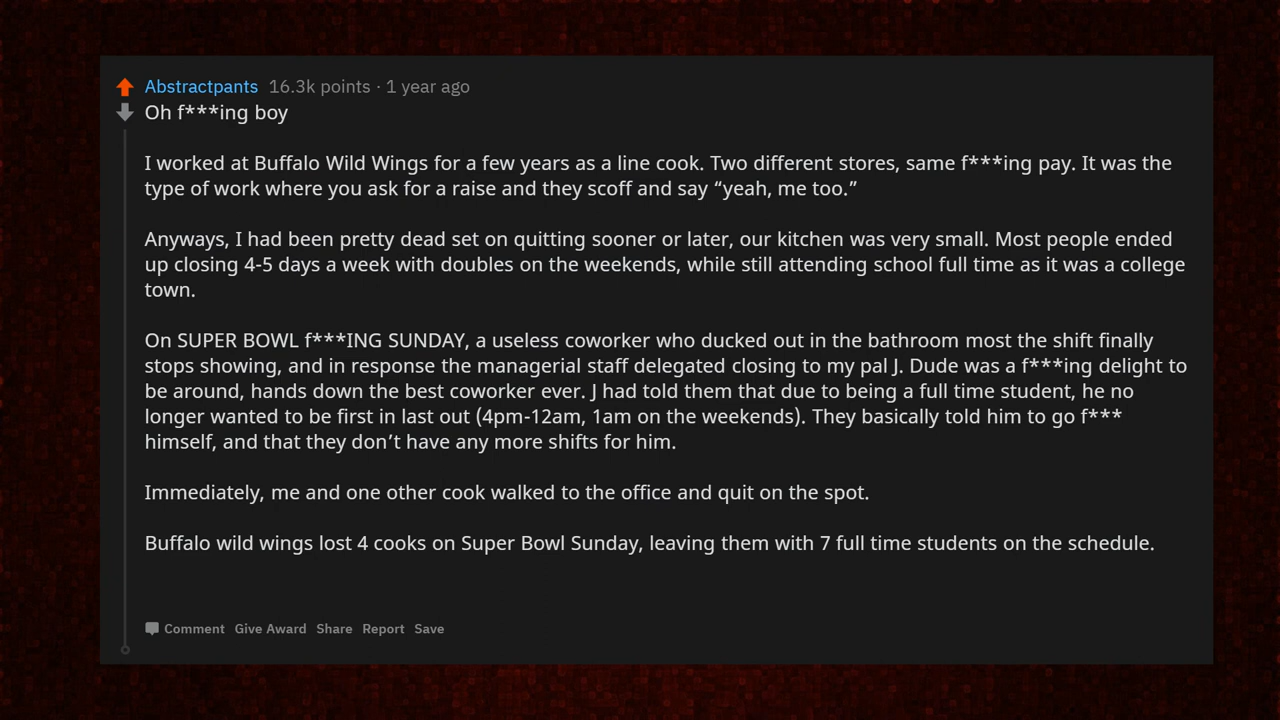 Abstractpants 16.3k points · 1 year ago
Oh f***ing boy
I worked at Buffalo Wild Wings for a few years as a line cook. Two different stores, same f***ing pay. It was the
type of work where you ask for a raise and they scoff and say “yeah, me too.”
Anyways, I had been pretty dead set on quitting sooner or later, our kitchen was very small. Most people ended
up closing 4-5 days a week with doubles on the weekends, while still attending school full time as it was a college
town.
On SUPER BOWL f***ING SUNDAY, a useless coworker who ducked out in the bathroom most the shift finally
stops showing, and in response the managerial staff delegated closing to my pal J. Dude was a f***ing delight to
be around, hands down the best coworker ever. J had told them that due to being a full time student, he no
longer wanted to be first in last out (4pm-12am, 1am on the weekends). They basically told him to go f***
himself, and that they don’t have any more shifts for him.
Immediately, me and one other cook walked to the office and quit on the spot.
Buffalo wild wings lost 4 cooks on Super Bowl Sunday, leaving them with 7 full time students on the schedule.
Comment Give Award Share Report Save